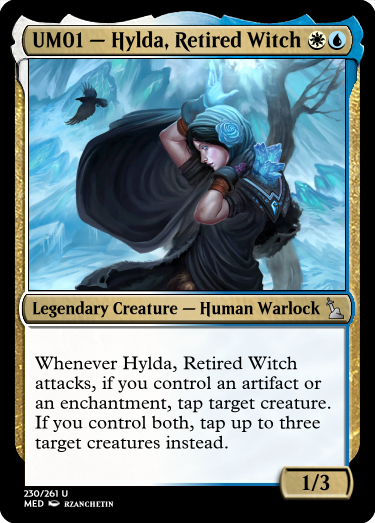 UM01 — Hylda, Retired Witch
Legendary Creature — Human Warlock
Whenever Hylda, Retired Witch
attacks, if you control an artifact or
an enchantment, tap target creature.
If you control both, tap up to three
target creatures instead.
1/3
230/261 U
MED RZANCHETIN